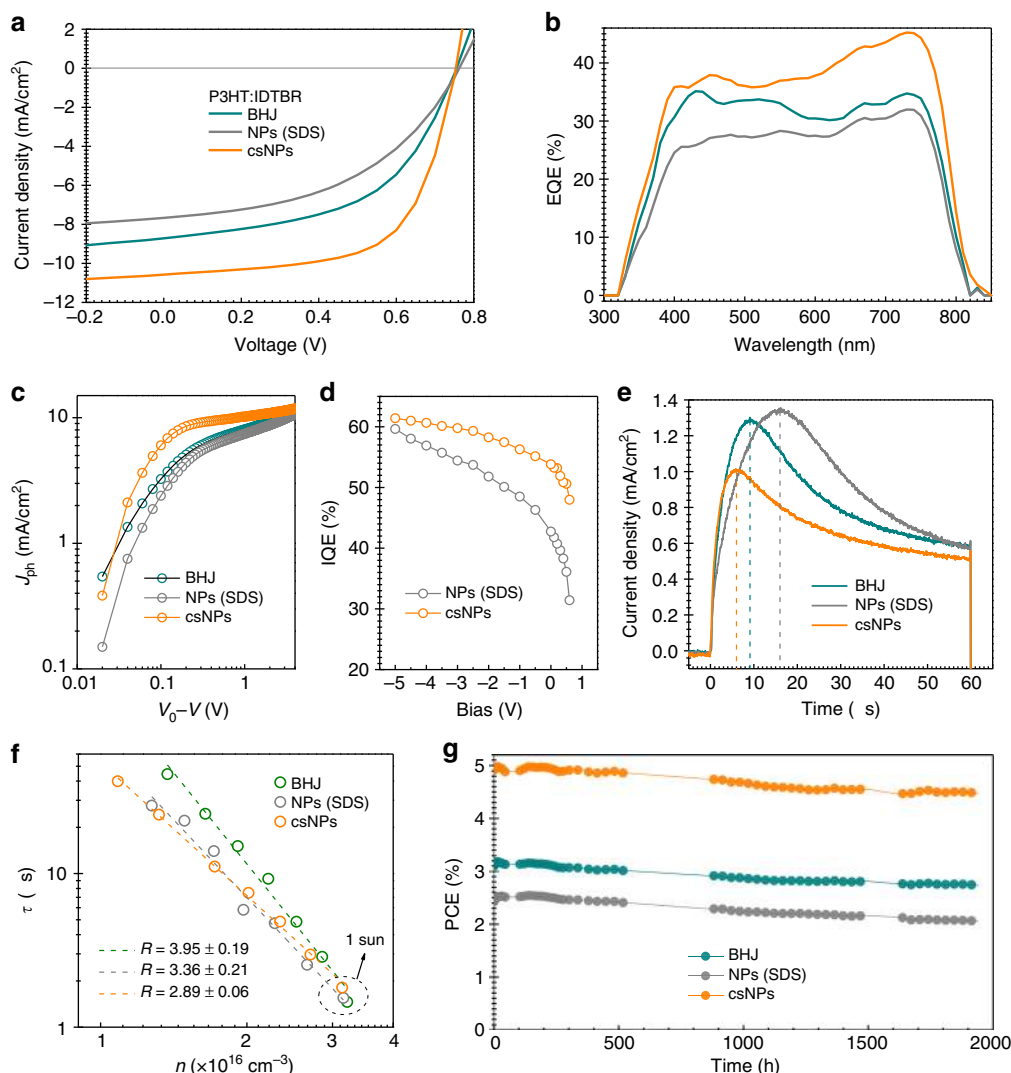 a
Current density (mA/cm²)
2
0
−2
−4
−6
−8
−10
−12
P3HT:IDTBR
BHJ
NPs (SDS)
csNPs
−0.2 0.0 0.2 0.4 0.6 0.8
Voltage (V)
b
EQE (%)
40
30
20
10
0
300 400 500 600 700 800
Wavelength (nm)
c
J_ph (mA/cm²)
10
1
0.1
BHJ
NPs (SDS)
csNPs
0.01 0.1 1
V₀–V (V)
d
IQE (%)
60
50
40
30
20
NPs (SDS)
csNPs
−5 −4 −3 −2 −1 0 1
Bias (V)
e
Current density (mA/cm²)
1.4
1.2
1.0
0.8
0.6
0.4
0.2
0.0
BHJ
NPs (SDS)
csNPs
0 10 20 30 40 50 60
Time ( s)
f
τ ( s)
10
1
BHJ
NPs (SDS)
csNPs
1 sun
R = 3.95 ± 0.19
R = 3.36 ± 0.21
R = 2.89 ± 0.06
1 2 3 4
n (×10¹⁶ cm⁻³)
g
PCE (%)
5
4
3
2
1
0
BHJ
NPs (SDS)
csNPs
0 500 1000 1500 2000
Time (h)